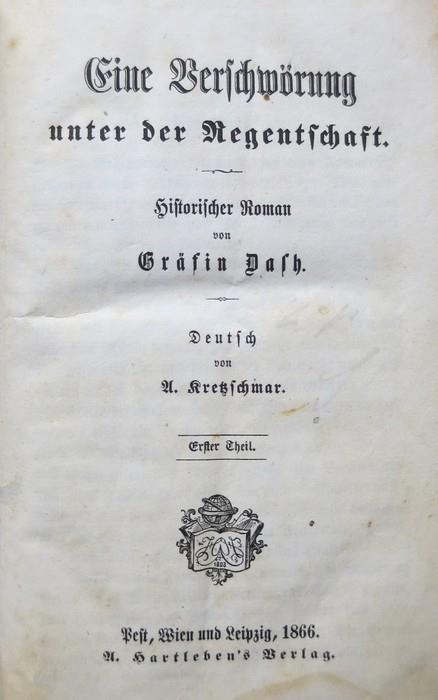 Eine Verschwörung
unter der Regentschaft.
Historischer Roman
von
Gräfin Dash.
Deutsch
von
A. Kretzschmar.
Erster Theil.
1803
Pest, Wien und Leipzig, 1866.
A. Hartleben's Verlag.